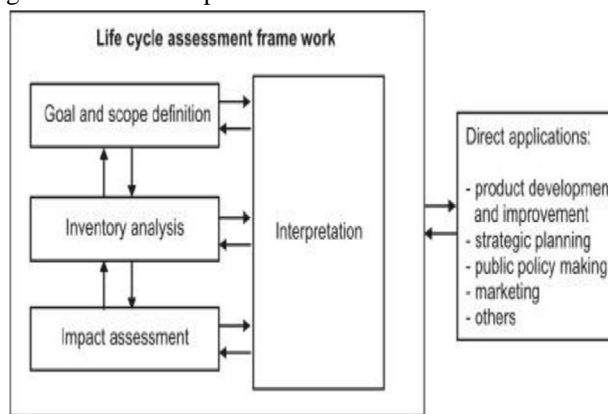 Life cycle assessment frame work
Goal and scope definition
Inventory analysis
Impact assessment
Interpretation
Direct applications:
- product development
and improvement
- strategic planning
- public policy making
- marketing
- others